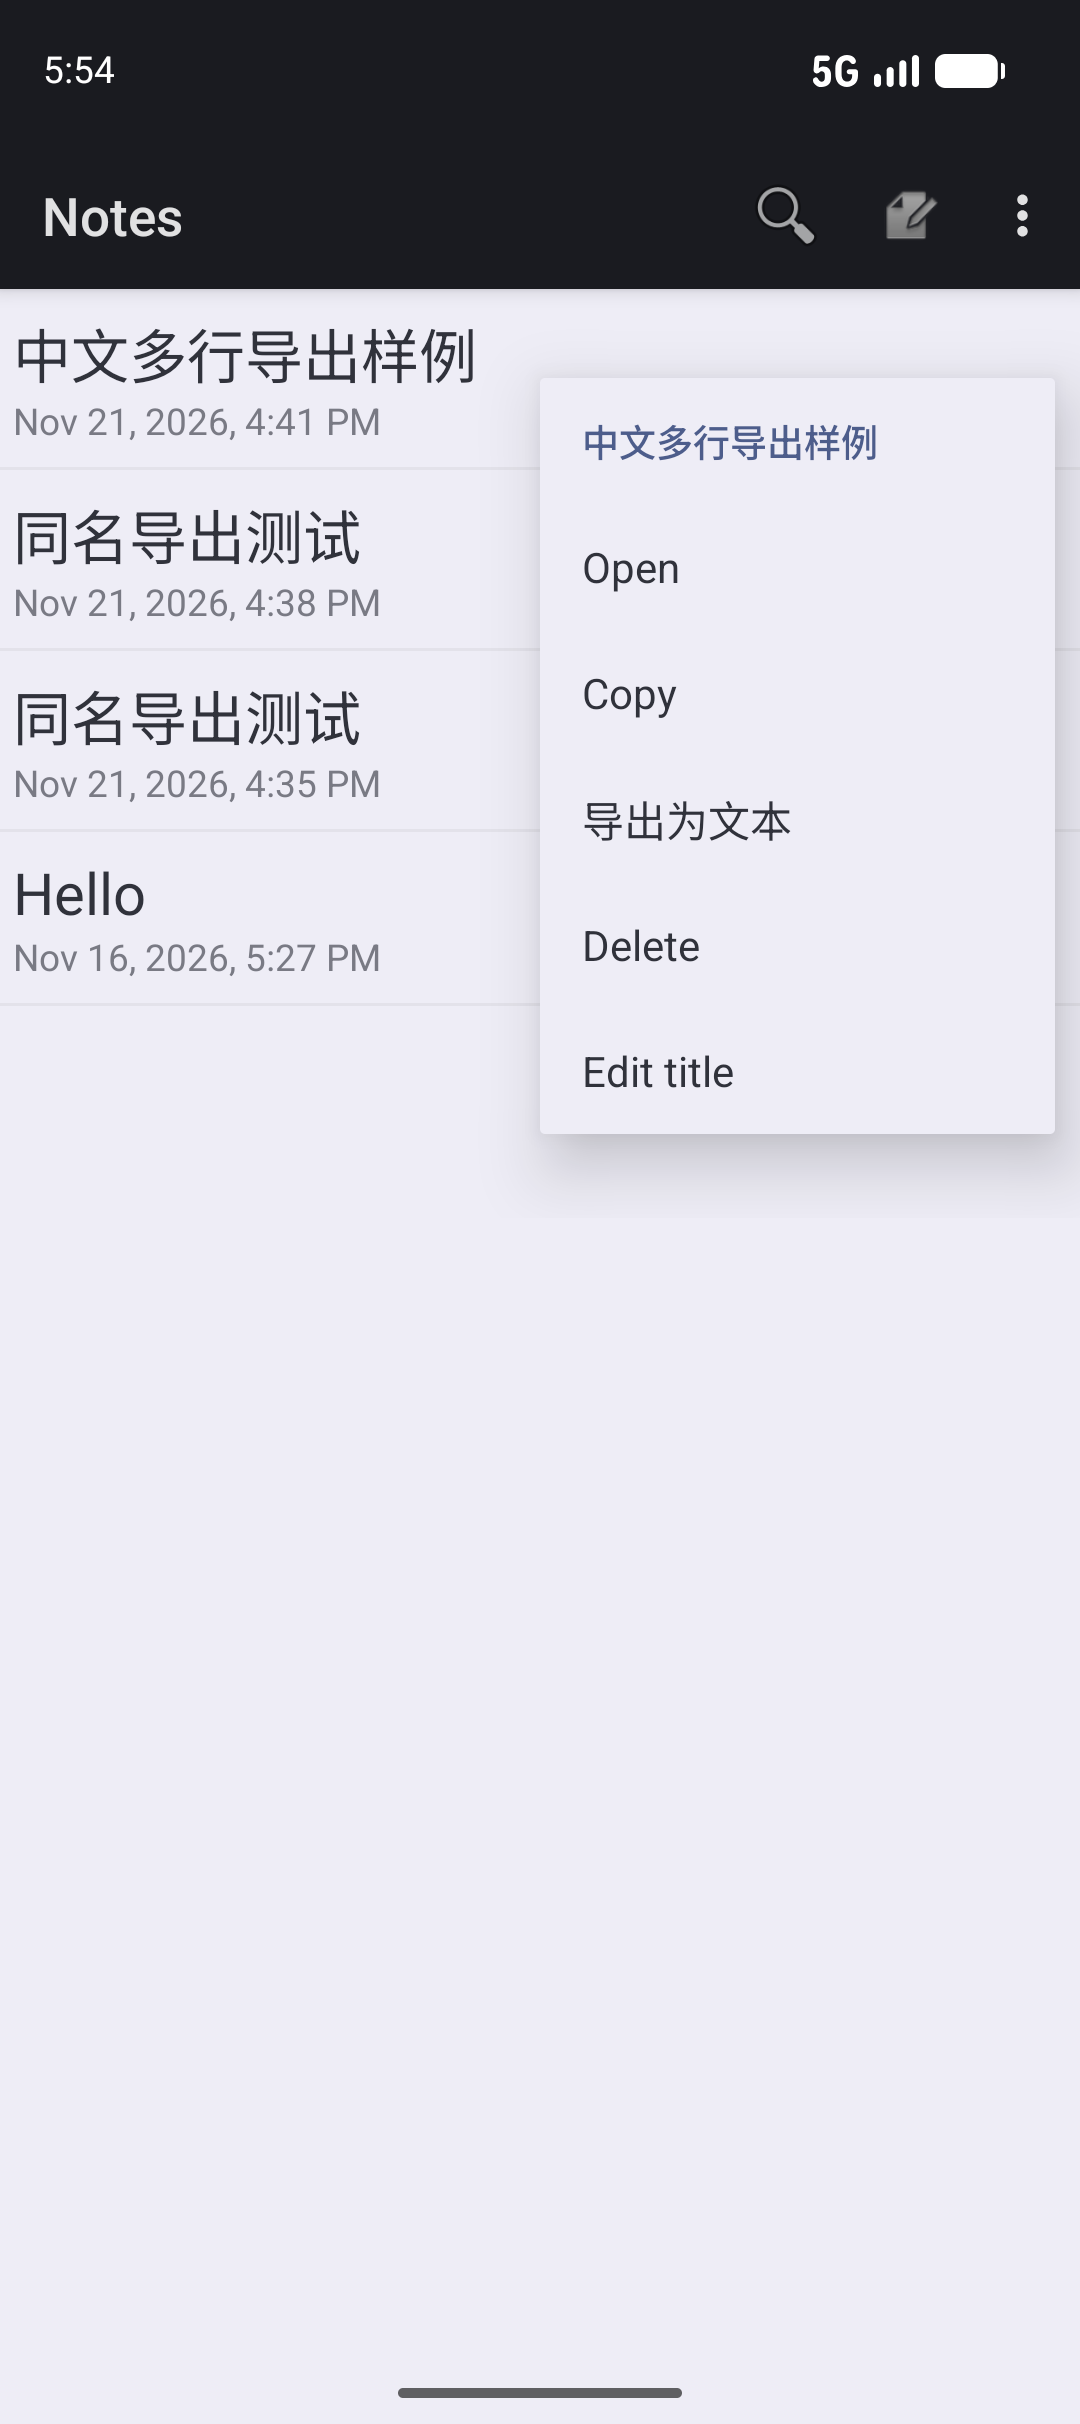 5:54
5G
Notes
中文多行导出样例
Nov 21, 2026, 4:41 PM
同名导出测试
Nov 21, 2026, 4:38 PM
同名导出测试
Nov 21, 2026, 4:35 PM
Hello
Nov 16, 2026, 5:27 PM
中文多行导出样例
Open
Copy
导出为文本
Delete
Edit title